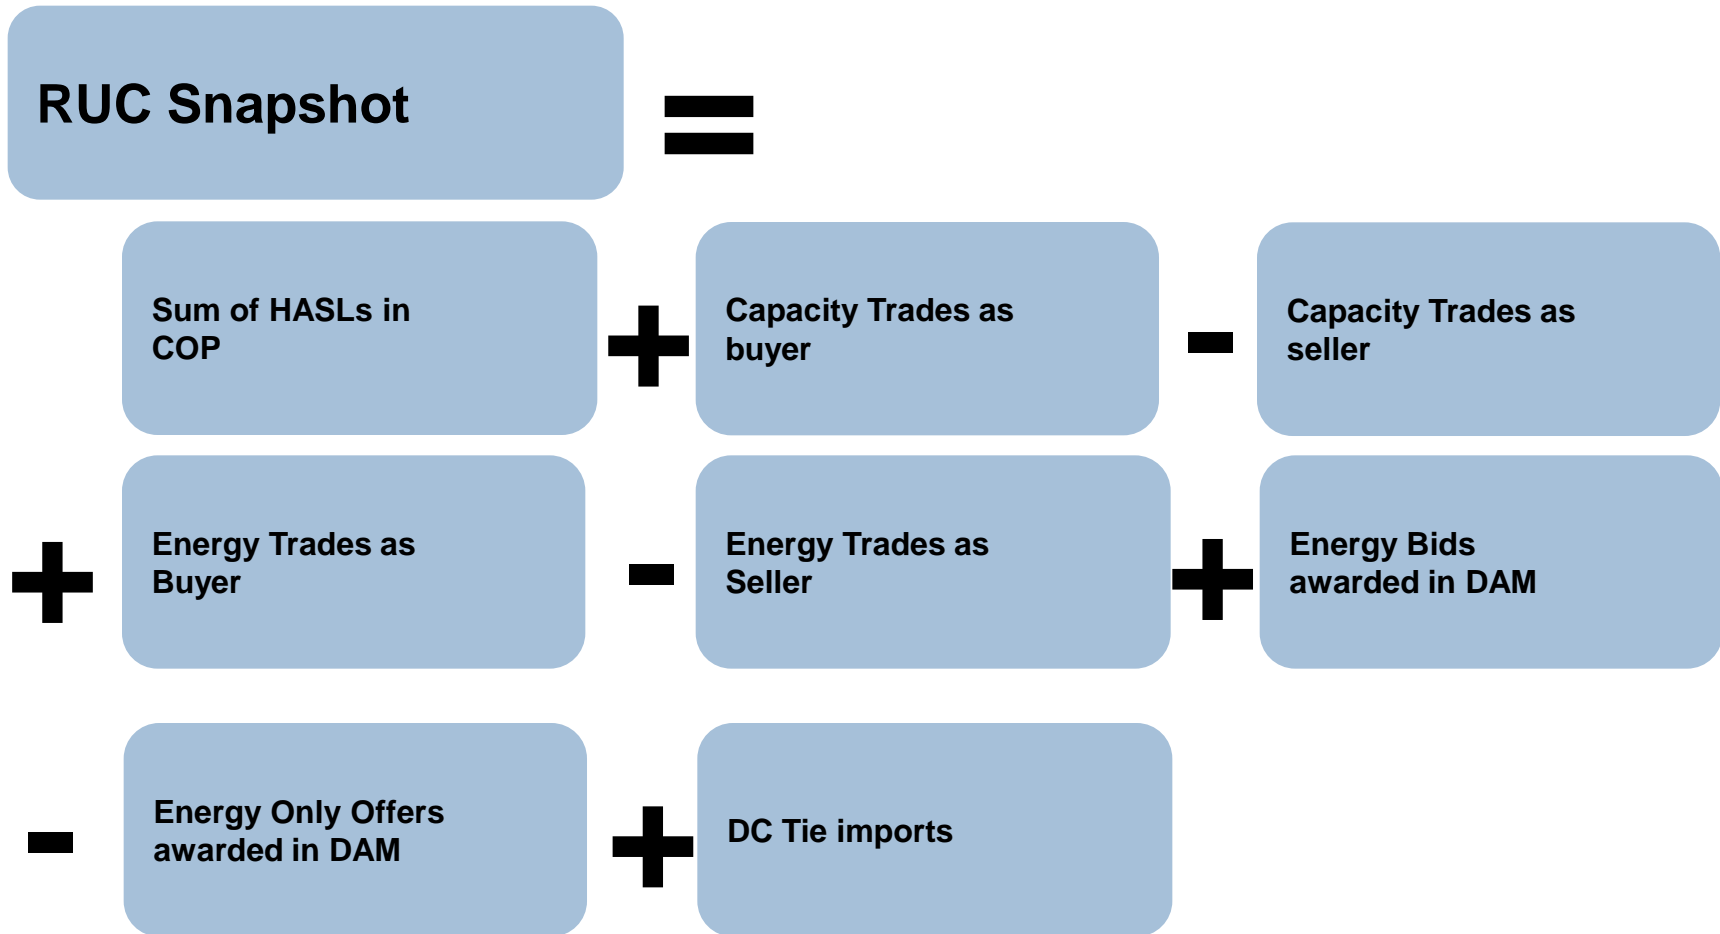 RUC Snapshot
=
Sum of HASLs in
COP
+
Capacity Trades as
buyer
-
Capacity Trades as
seller
+
Energy Trades as
Buyer
-
Energy Trades as
Seller
+
Energy Bids
awarded in DAM
-
Energy Only Offers
awarded in DAM
+
DC Tie imports